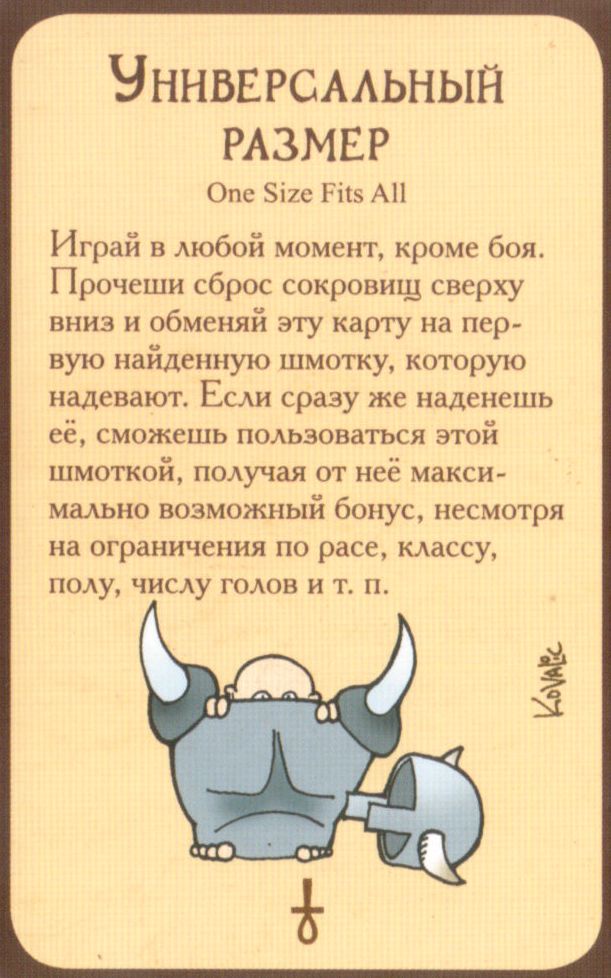 Универсальный
размер
One Size Fits All
Играй в любой момент, кроме боя.
Прочеши сброс сокровищ сверху
вниз и обменяй эту карту на пер-
вую найденную шмотку, которую
надевают. Если сразу же наденешь
её, сможешь пользоваться этой
шмоткой, получая от неё макси-
мально возможный бонус, несмотря
на ограничения по расе, классу,
полу, числу голов и т. п.
Kovalic